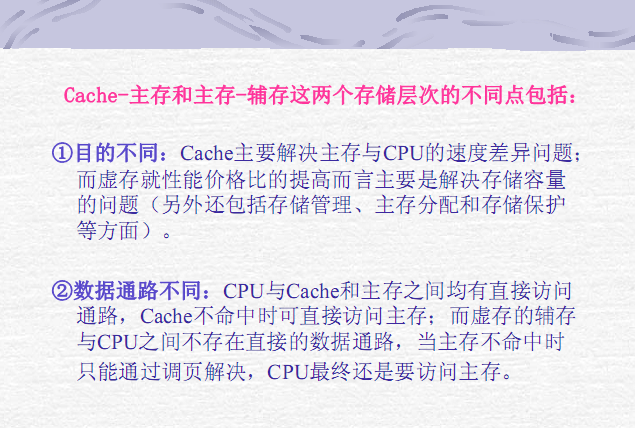 Cache-主存和主存-辅存这两个存储层次的不同点包括：
①目的不同：Cache主要解决主存与CPU的速度差异问题；
而虚存就性能价格比的提高而言主要是解决存储容量
的问题（另外还包括存储管理、主存分配和存储保护
等方面）。
②数据通路不同：CPU与Cache和主存之间均有直接访问
通路，Cache不命中时可直接访问主存；而虚存的辅存
与CPU之间不存在直接的数据通路，当主存不命中时
只能通过调页解决，CPU最终还是要访问主存。